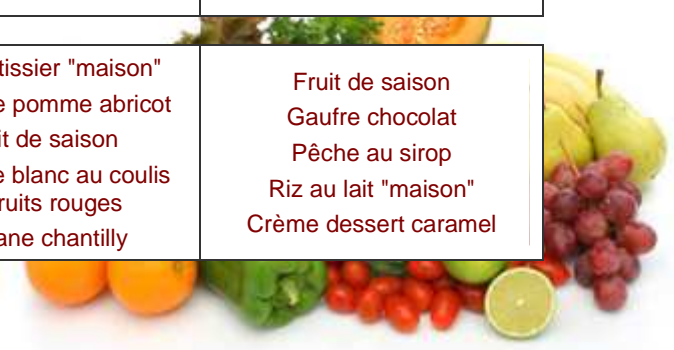 "maison"
pomme abricot
de saison
blanc au coulis
rouges
chantilly
Fruit de saison
Gaufre chocolat
Pêche au sirop
Riz au lait "maison"
Crème dessert caramel